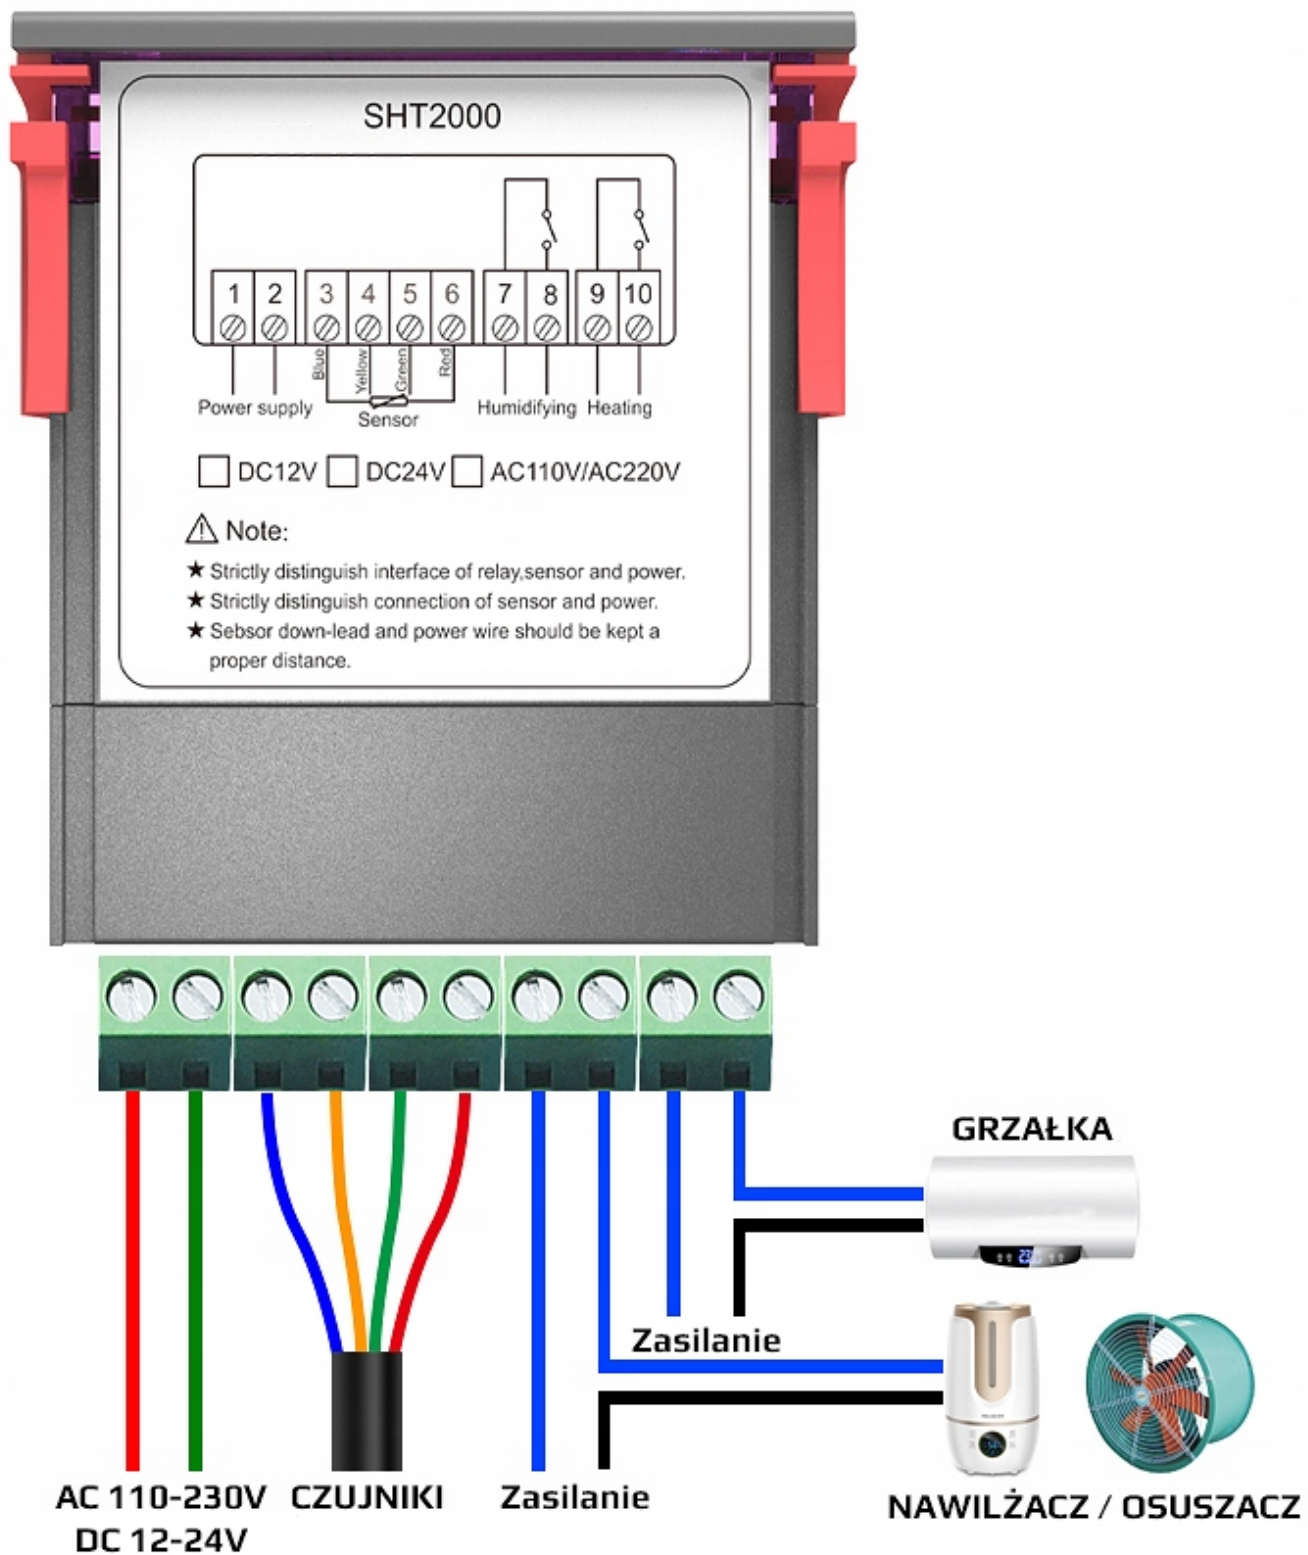 SHT2000
1 2 3 4 5 6 7 8 9 10
Blue Yellow Green Red
Power supply Sensor Humidifying Heating
DC12V DC24V AC110V/AC220V
Note:
★ Strictly distinguish interface of relay,sensor and power.
★ Strictly distinguish connection of sensor and power.
★ Sebsor down-lead and power wire should be kept a
proper distance.
GRZAŁKA
Zasilanie
AC 110-230V CZUJNIKI Zasilanie NAWILŻACZ / OSUSZACZ
DC 12-24V